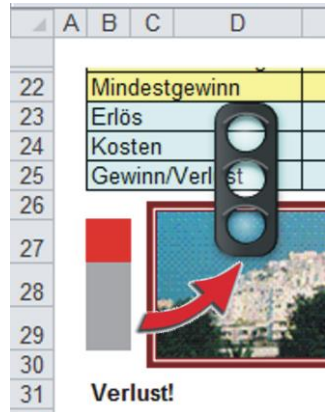 A B C D
22 Mindestgewinn
23 Erlös
24 Kosten
25 Gewinn/Verlust
26
27
28
29
30
31 Verlust!